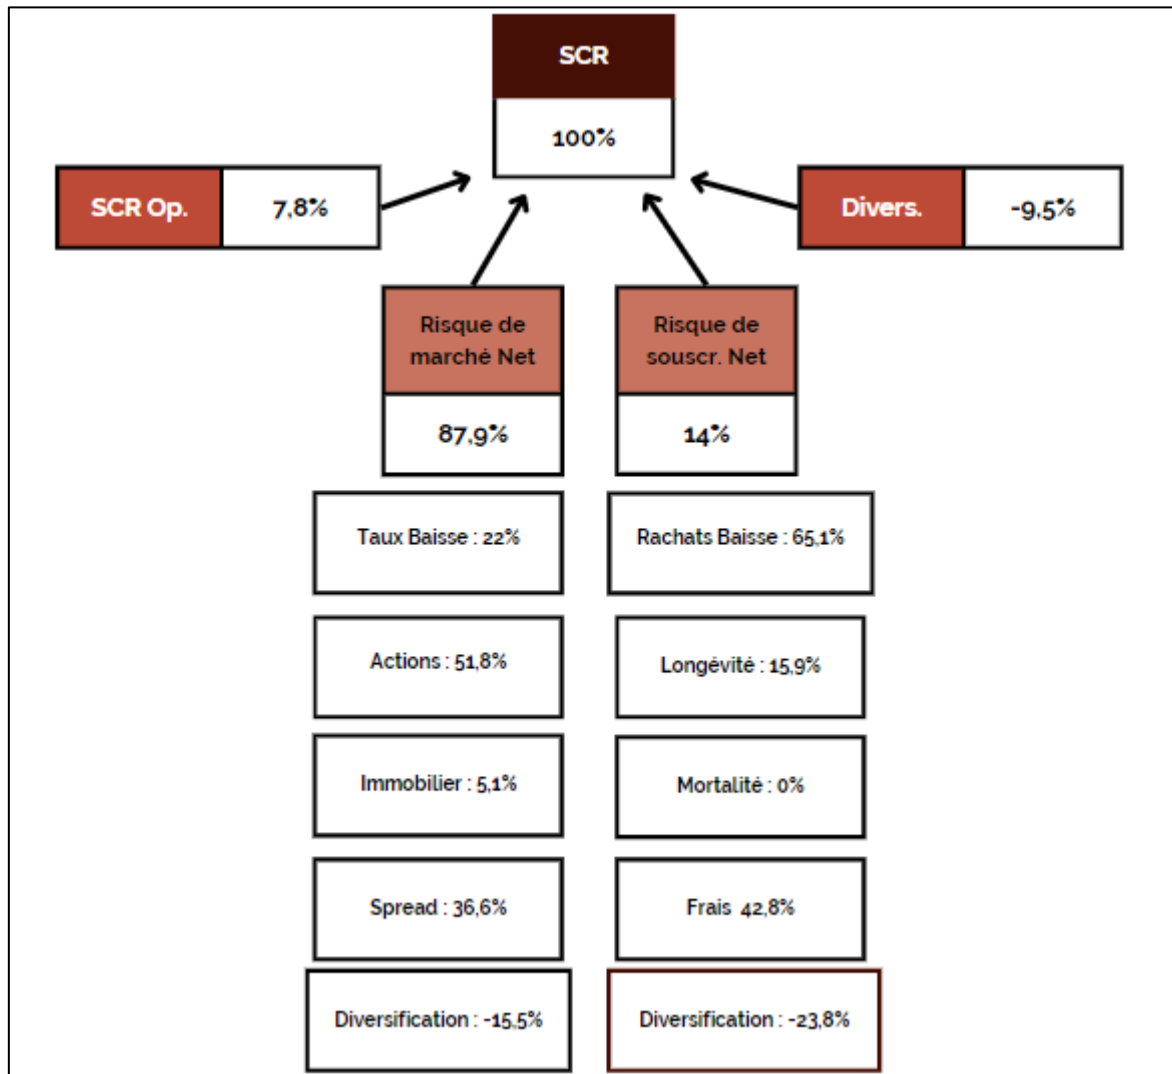 SCR
100%
SCR Op.
7,8%
Divers.
-9,5%
Risque de
marché Net
87,9%
Risque de
souscr. Net
14%
Taux Baisse : 22%
Rachats Baisse : 65,1%
Actions : 51,8%
Longévité : 15,9%
Immobilier : 5,1%
Mortalité : 0%
Spread : 36,6%
Frais 42,8%
Diversification : -15,5%
Diversification : -23,8%